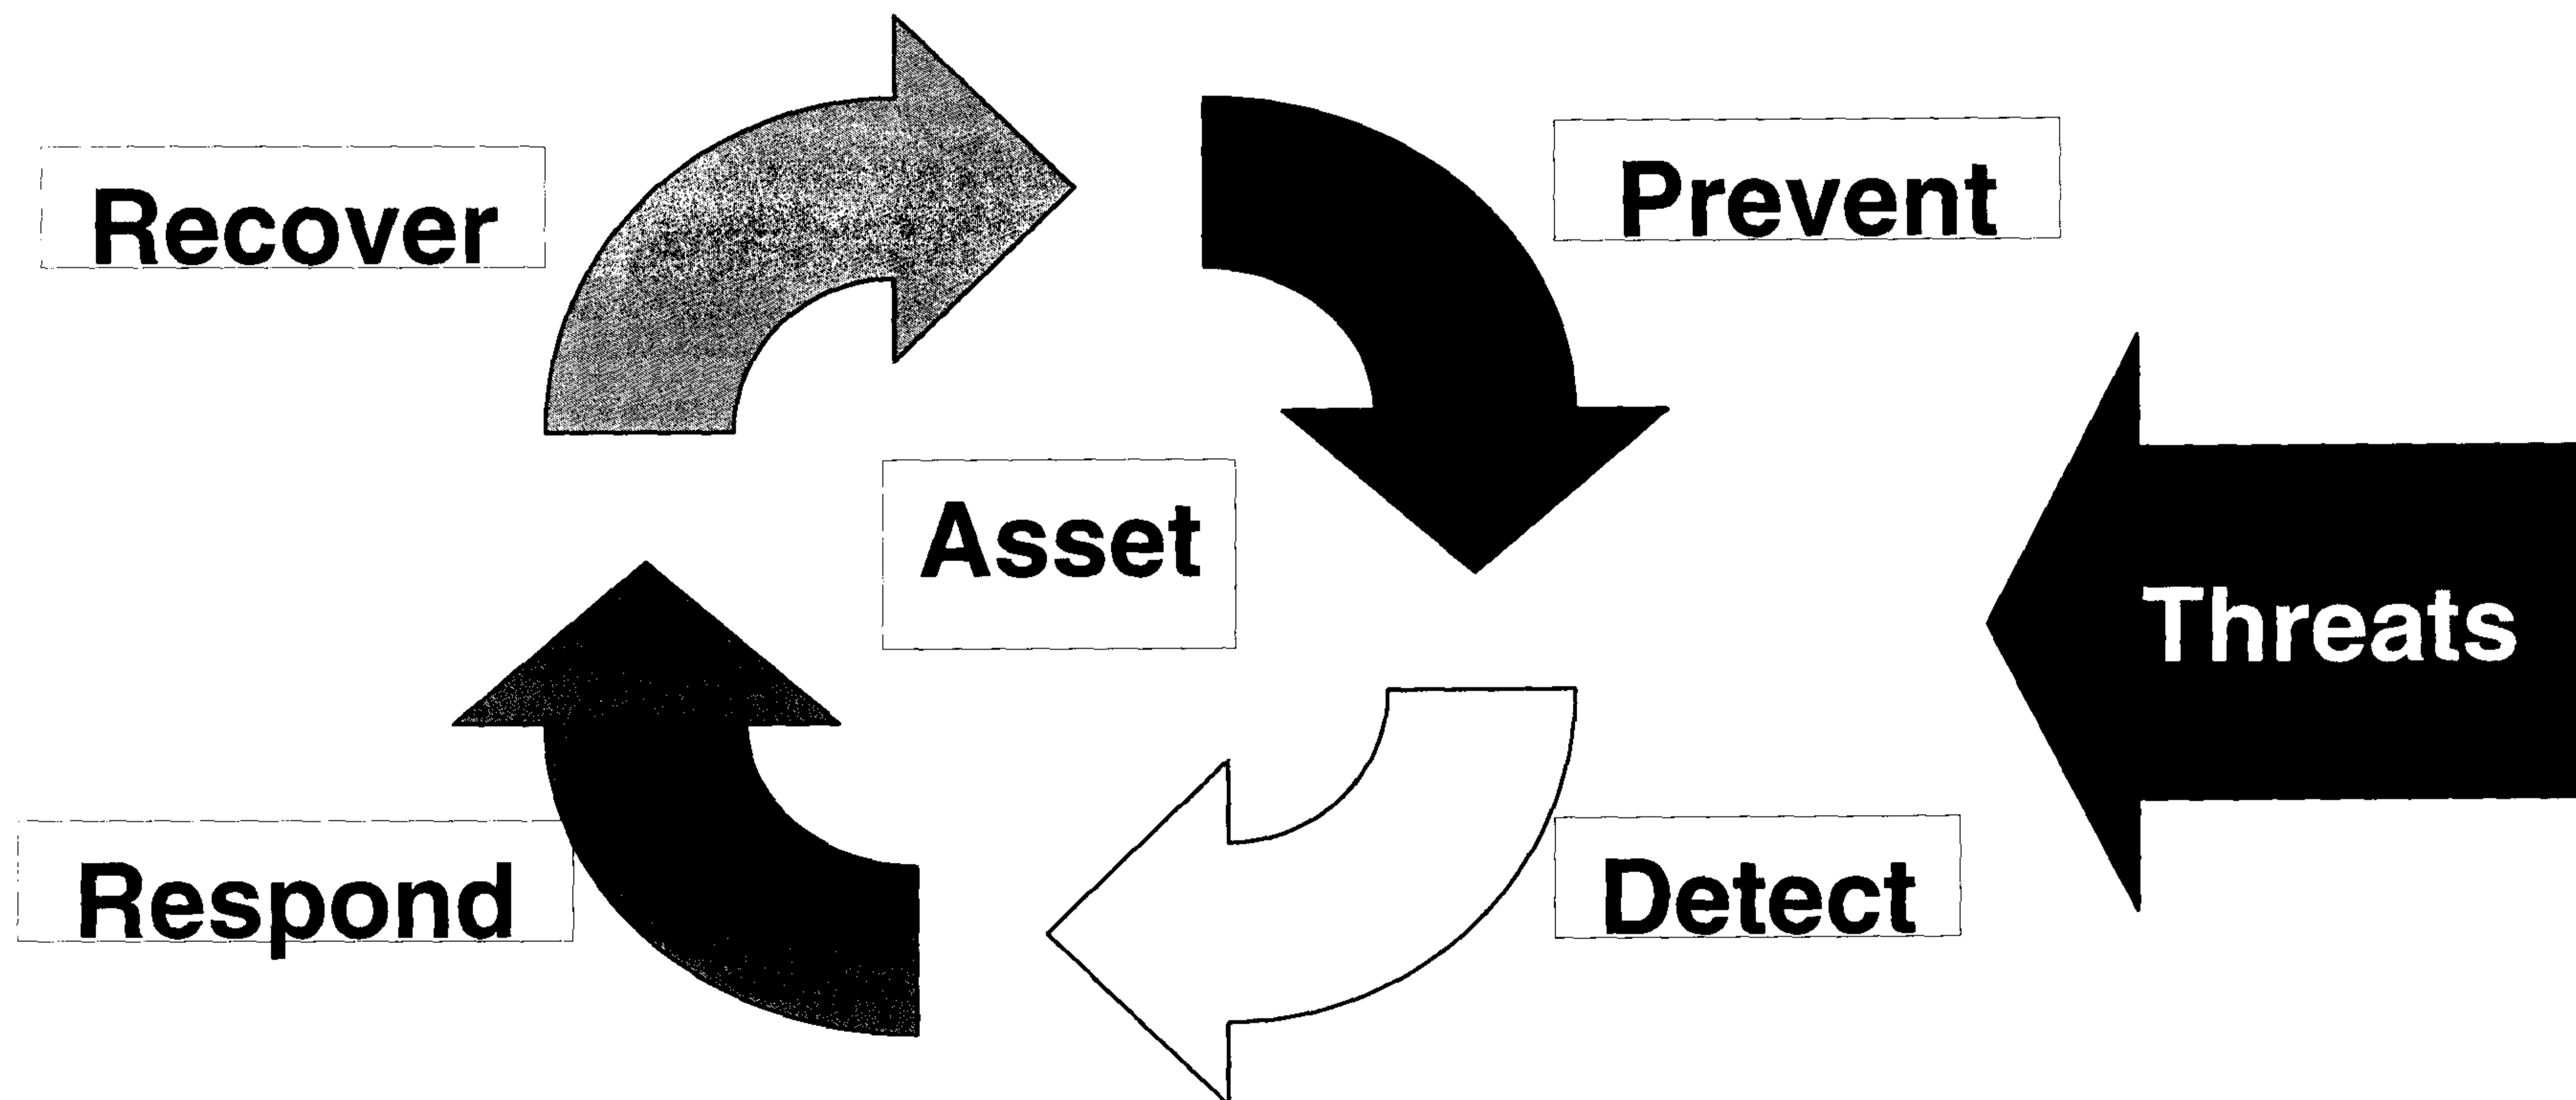 Recover
Prevent
Asset
Threats
Respond
Detect